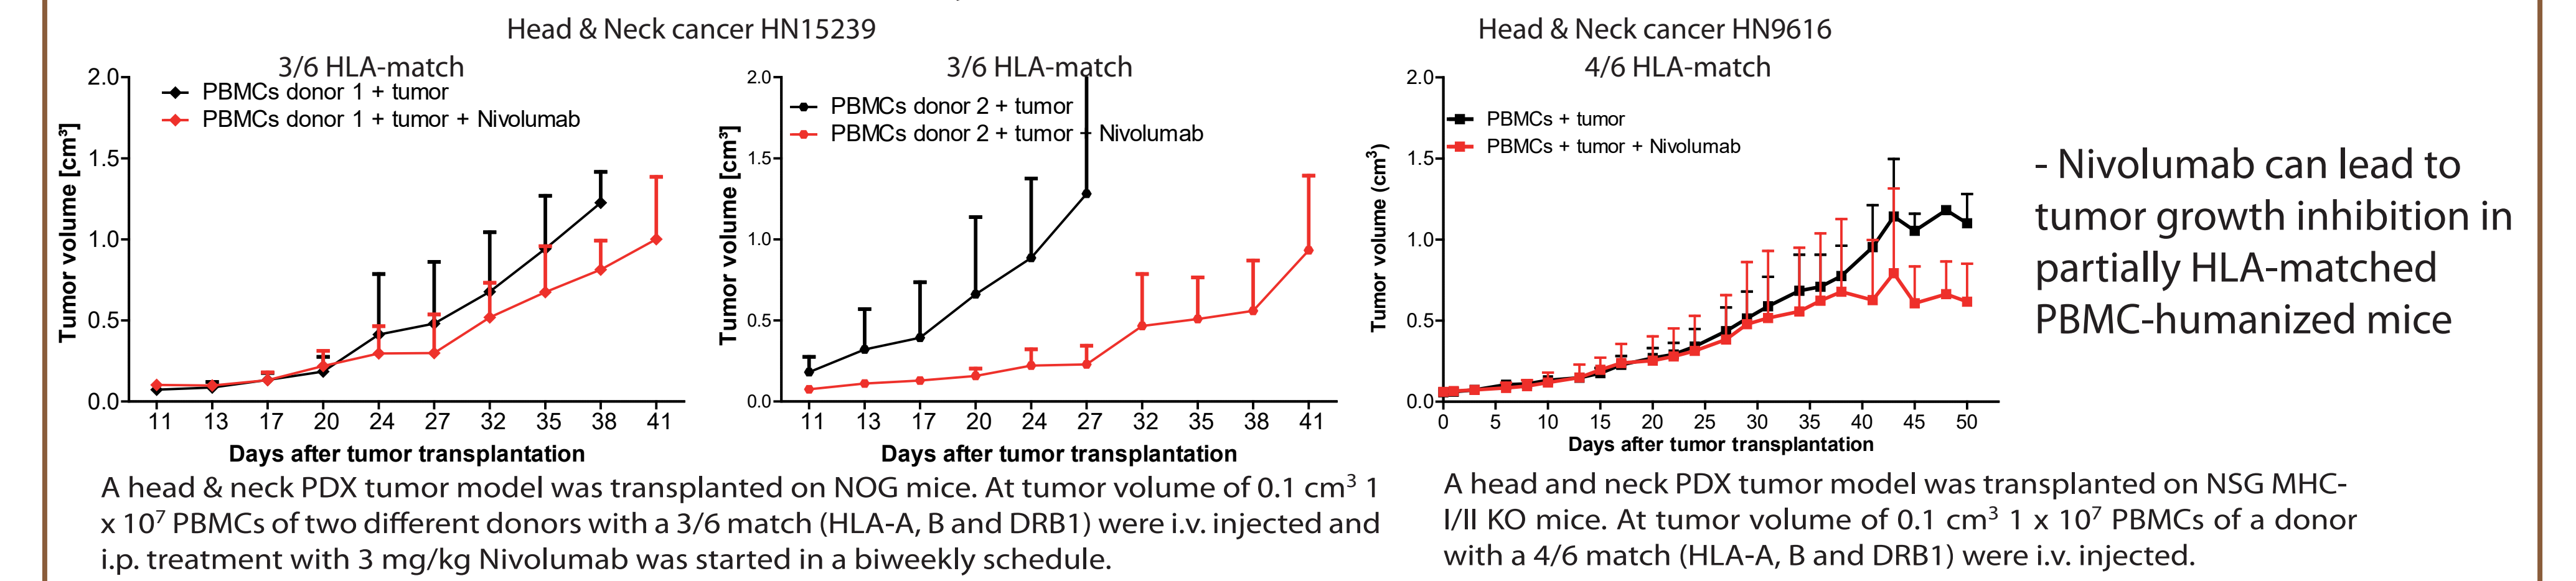 Head & Neck cancer HN15239
3/6 HLA-match
PBMCs donor 1 + tumor
PBMCs donor 1 + tumor + Nivolumab
Tumor volume [cm³]
2.0
1.5
1.0
0.5
0.0
11 13 17 20 24 27 32 35 38 41
Days after tumor transplantation
3/6 HLA-match
PBMCs donor 2 + tumor
PBMCs donor 2 + tumor + Nivolumab
Tumor volume [cm³]
2.0
1.5
1.0
0.5
0.0
11 13 17 20 24 27 32 35 38 41
Days after tumor transplantation
A head & neck PDX tumor model was transplanted on NOG mice. At tumor volume of 0.1 cm³ 1
x 10⁷ PBMCs of two different donors with a 3/6 match (HLA-A, B and DRB1) were i.v. injected and
i.p. treatment with 3 mg/kg Nivolumab was started in a biweekly schedule.
Head & Neck cancer HN9616
4/6 HLA-match
PBMCs + tumor
PBMCs + tumor + Nivolumab
Tumor volume (cm³)
2.0
1.5
1.0
0.5
0.0
0 5 10 15 20 25 30 35 40 45 50
Days after tumor transplantation
A head and neck PDX tumor model was transplanted on NSG MHC-
I/II KO mice. At tumor volume of 0.1 cm³ 1 x 10⁷ PBMCs of a donor
with a 4/6 match (HLA-A, B and DRB1) were i.v. injected.
- Nivolumab can lead to
tumor growth inhibition in
partially HLA-matched
PBMC-humanized mice